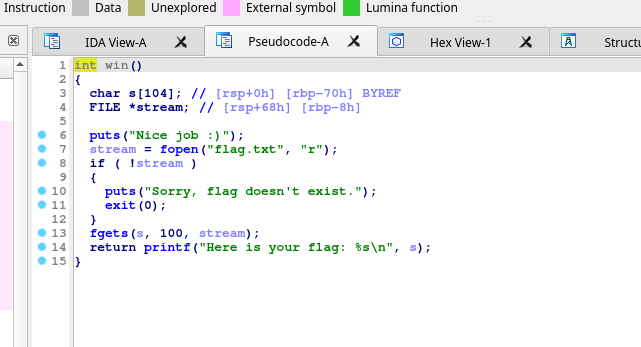 Instruction Data Unexplored External symbol Lumina function
IDA View-A Pseudocode-A Hex View-1 A Structu
1 int win()
2 {
3 char s[104]; // [rsp+0h] [rbp-70h] BYREF
4 FILE *stream; // [rsp+68h] [rbp-8h]
5
6 puts("Nice job :)");
7 stream = fopen("flag.txt", "r");
8 if ( !stream )
9 {
10 puts("Sorry, flag doesn't exist.");
11 exit(0);
12 }
13 fgets(s, 100, stream);
14 return printf("Here is your flag: %s\n", s);
15 }